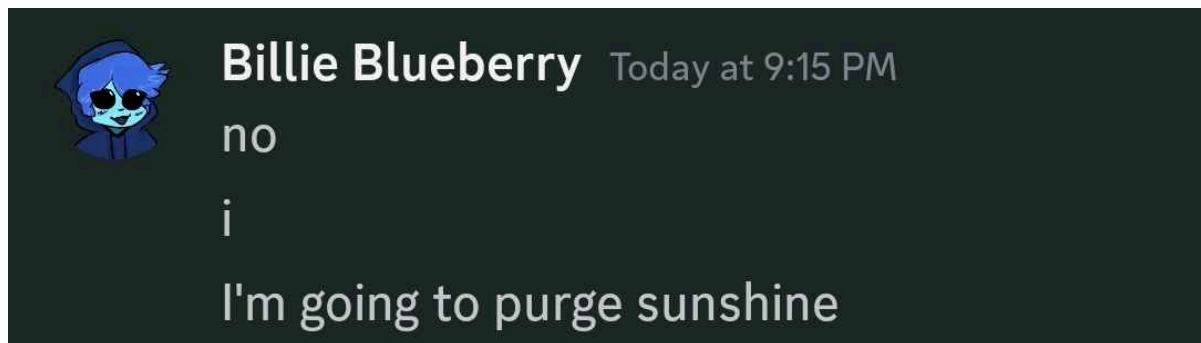 Billie Blueberry Today at 9:15 PM
no
i
I'm going to purge sunshine